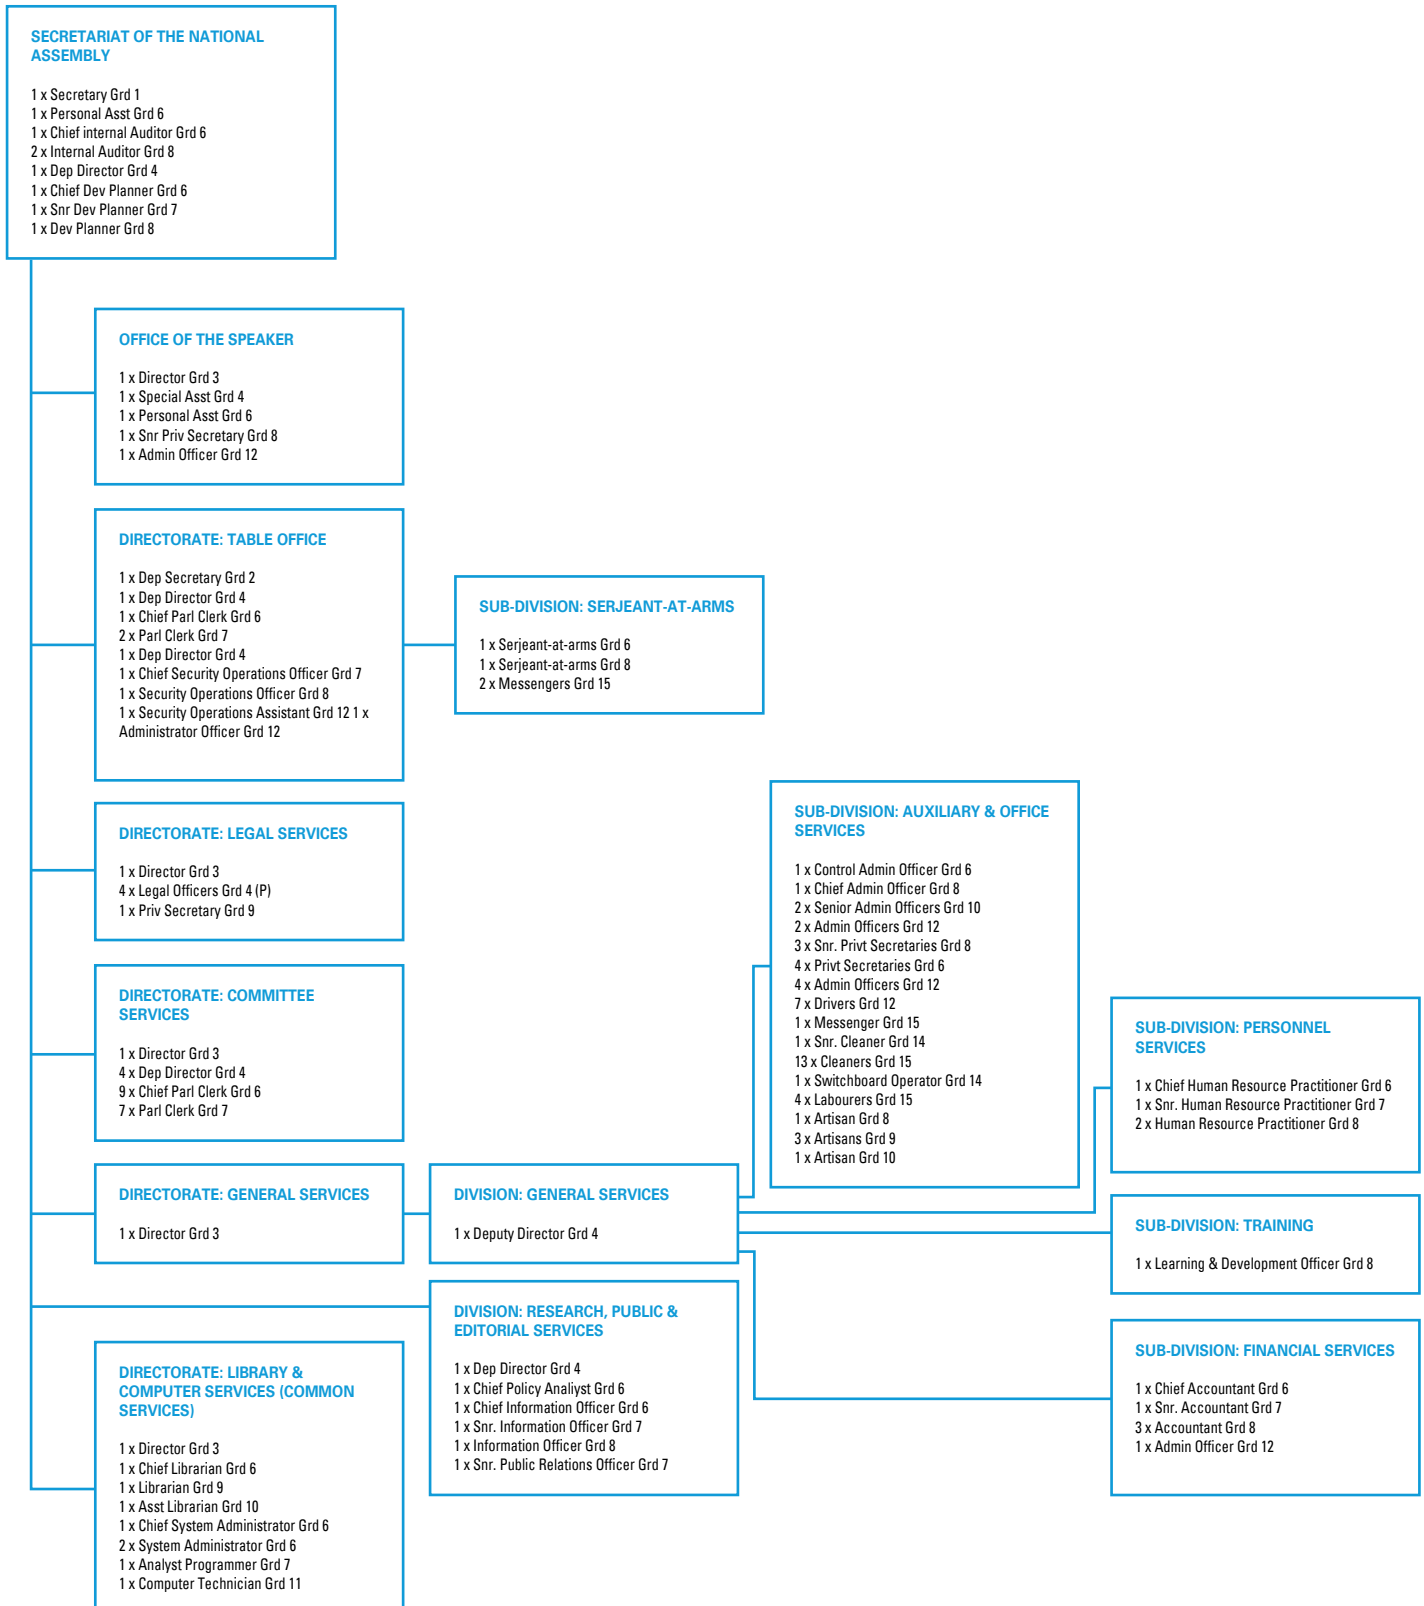 SECRETARIAT OF THE NATIONAL
ASSEMBLY
1 x Secretary Grd 1
1 x Personal Asst Grd 6
1 x Chief internal Auditor Grd 6
2 x Internal Auditor Grd 8
1 x Dep Director Grd 4
1 x Chief Dev Planner Grd 6
1 x Snr Dev Planner Grd 7
1 x Dev Planner Grd 8
OFFICE OF THE SPEAKER
1 x Director Grd 3
1 x Special Asst Grd 4
1 x Personal Asst Grd 6
1 x Snr Priv Secretary Grd 8
1 x Admin Officer Grd 12
DIRECTORATE: TABLE OFFICE
1 x Dep Secretary Grd 2
1 x Dep Director Grd 4
1 x Chief Parl Clerk Grd 6
2 x Parl Clerk Grd 7
1 x Dep Director Grd 4
1 x Chief Security Operations Officer Grd 7
1 x Security Operations Officer Grd 8
1 x Security Operations Assistant Grd 12 1 x
Administrator Officer Grd 12
SUB-DIVISION: SERJEANT-AT-ARMS
1 x Serjeant-at-arms Grd 6
1 x Serjeant-at-arms Grd 8
2 x Messengers Grd 15
DIRECTORATE: LEGAL SERVICES
1 x Director Grd 3
4 x Legal Officers Grd 4 (P)
1 x Priv Secretary Grd 9
DIRECTORATE: COMMITTEE
SERVICES
1 x Director Grd 3
4 x Dep Director Grd 4
9 x Chief Parl Clerk Grd 6
7 x Parl Clerk Grd 7
DIRECTORATE: GENERAL SERVICES
1 x Director Grd 3
DIVISION: GENERAL SERVICES
1 x Deputy Director Grd 4
SUB-DIVISION: AUXILIARY & OFFICE
SERVICES
1 x Control Admin Officer Grd 6
1 x Chief Admin Officer Grd 8
2 x Senior Admin Officers Grd 10
2 x Admin Officers Grd 12
3 x Snr. Privt Secretaries Grd 8
4 x Privt Secretaries Grd 6
4 x Admin Officers Grd 12
7 x Drivers Grd 12
1 x Messenger Grd 15
1 x Snr. Cleaner Grd 14
13 x Cleaners Grd 15
1 x Switchboard Operator Grd 14
4 x Labourers Grd 15
1 x Artisan Grd 8
3 x Artisans Grd 9
1 x Artisan Grd 10
SUB-DIVISION: PERSONNEL
SERVICES
1 x Chief Human Resource Practitioner Grd 6
1 x Snr. Human Resource Practitioner Grd 7
2 x Human Resource Practitioner Grd 8
SUB-DIVISION: TRAINING
1 x Learning & Development Officer Grd 8
SUB-DIVISION: FINANCIAL SERVICES
1 x Chief Accountant Grd 6
1 x Snr. Accountant Grd 7
3 x Accountant Grd 8
1 x Admin Officer Grd 12
DIVISION: RESEARCH, PUBLIC &
EDITORIAL SERVICES
1 x Dep Director Grd 4
1 x Chief Policy Analiyst Grd 6
1 x Chief Information Officer Grd 6
1 x Snr. Information Officer Grd 7
1 x Information Officer Grd 8
1 x Snr. Public Relations Officer Grd 7
DIRECTORATE: LIBRARY &
COMPUTER SERVICES (COMMON
SERVICES)
1 x Director Grd 3
1 x Chief Librarian Grd 6
1 x Librarian Grd 9
1 x Asst Librarian Grd 10
1 x Chief System Administrator Grd 6
2 x System Administrator Grd 6
1 x Analyst Programmer Grd 7
1 x Computer Technician Grd 11